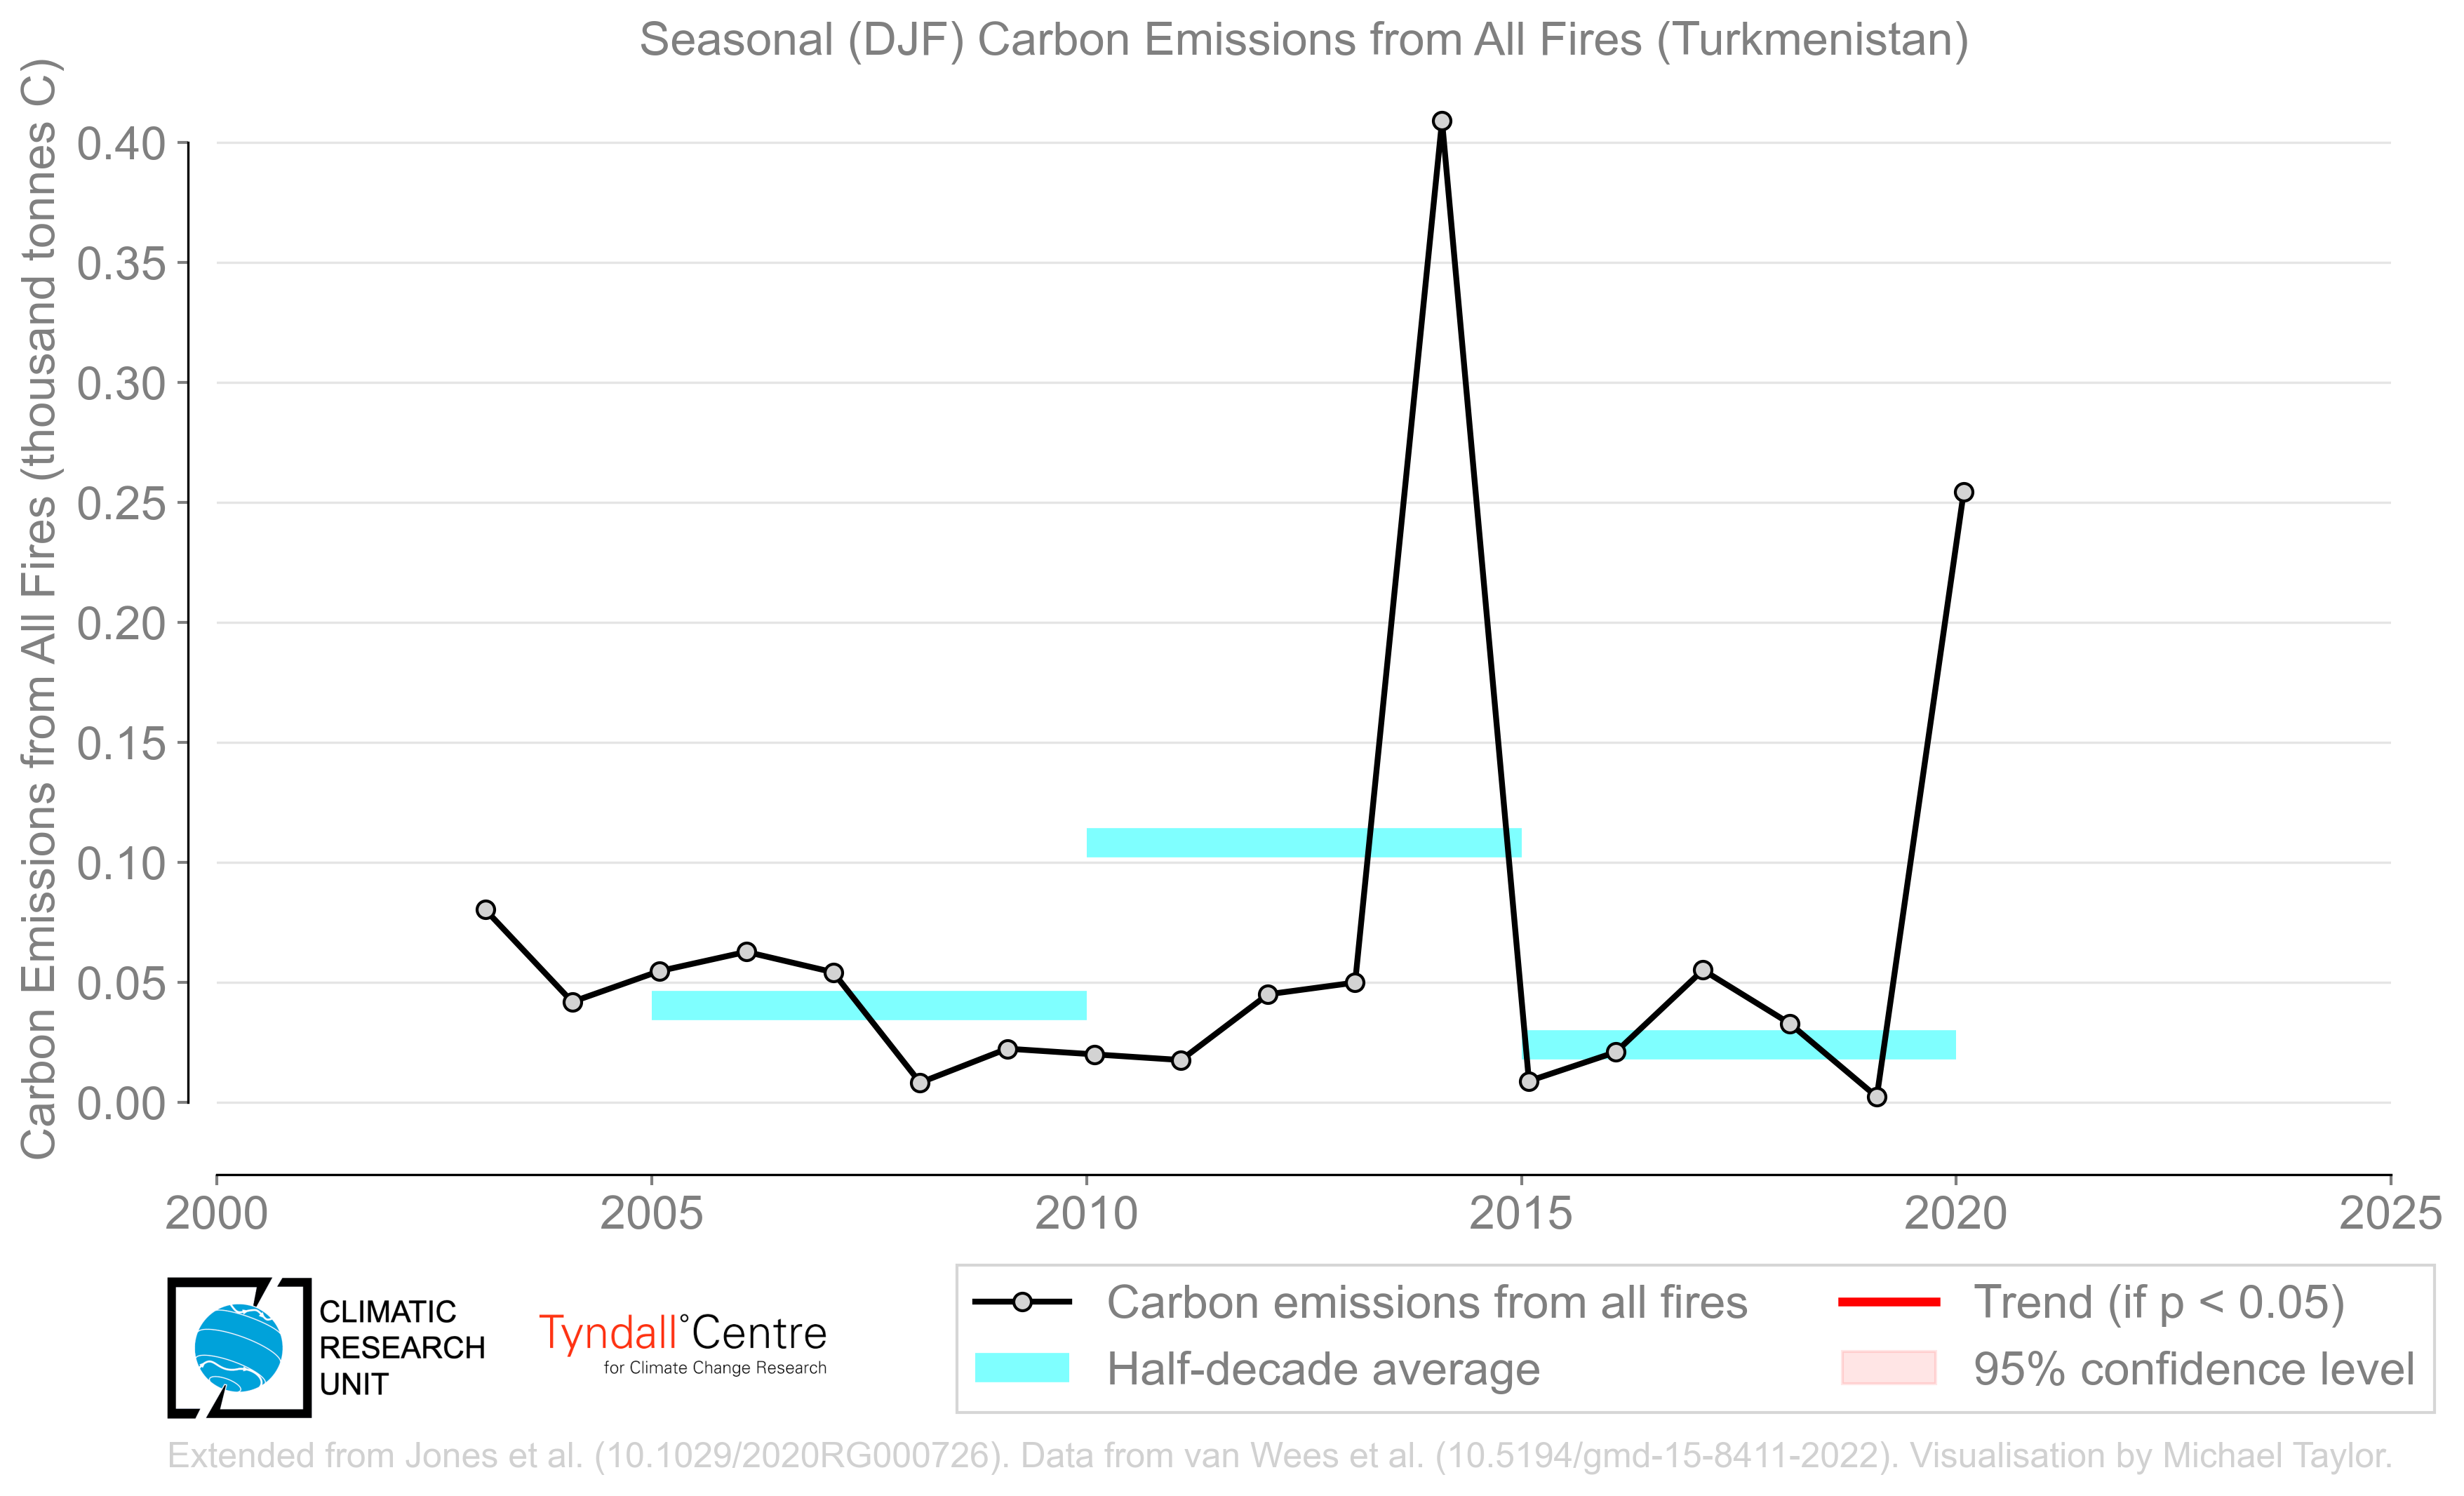 Seasonal (DJF) Carbon Emissions from All Fires (Turkmenistan)
Carbon Emissions from All Fires (thousand tonnes C)
0.40
0.35
0.30
0.25
0.20
0.15
0.10
0.05
0.00
2000
2005
2010
2015
2020
2025
CLIMATIC
RESEARCH
UNIT
Tyndall°Centre
for Climate Change Research
Carbon emissions from all fires
Half-decade average
Trend (if p < 0.05)
95% confidence level
Extended from Jones et al. (10.1029/2020RG000726). Data from van Wees et al. (10.5194/gmd-15-8411-2022). Visualisation by Michael Taylor.